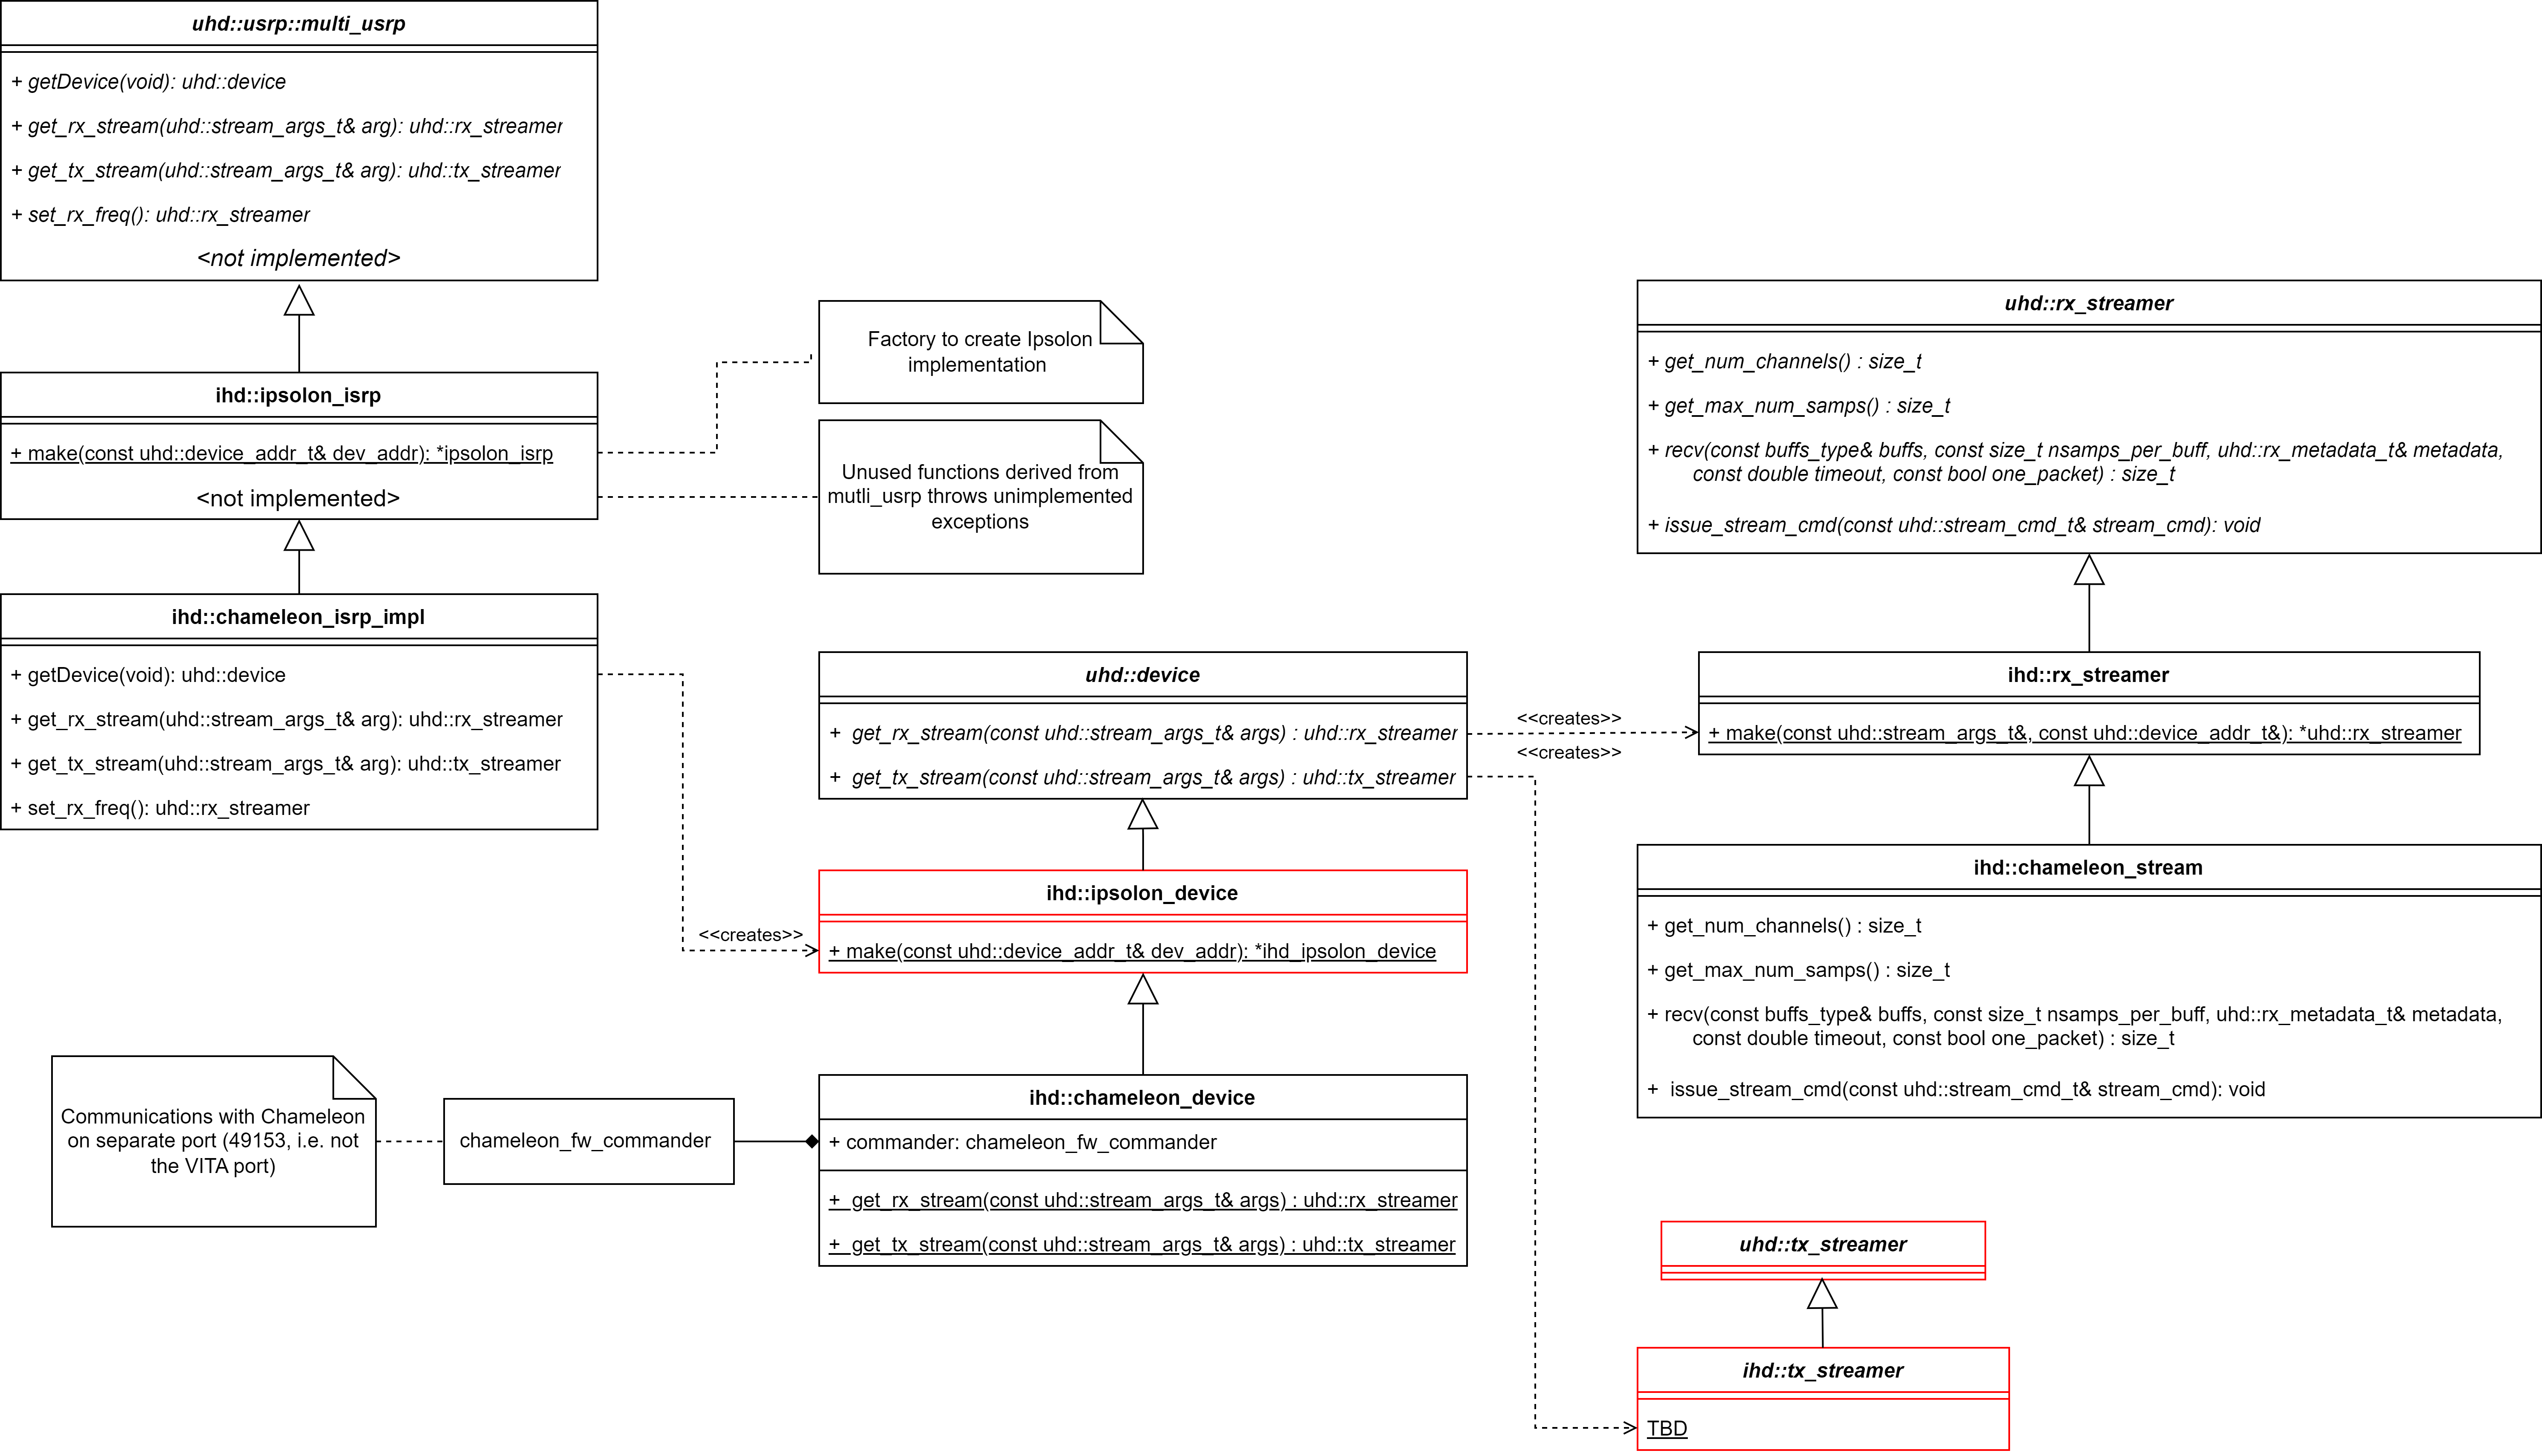 uhd::usrp::multi_usrp
+ getDevice(void): uhd::device
+ get_rx_stream(uhd::stream_args_t& arg): uhd::rx_streamer
+ get_tx_stream(uhd::stream_args_t& arg): uhd::tx_streamer
+ set_rx_freq(): uhd::rx_streamer
<not implemented>
ihd::ipsolon_isrp
+ make(const uhd::device_addr_t& dev_addr): *ipsolon_isrp
<not implemented>
Factory to create Ipsolon
implementation
Unused functions derived from
mutli_usrp throws unimplemented
exceptions
ihd::chameleon_isrp_impl
+ getDevice(void): uhd::device
+ get_rx_stream(uhd::stream_args_t& arg): uhd::rx_streamer
+ get_tx_stream(uhd::stream_args_t& arg): uhd::tx_streamer
+ set_rx_freq(): uhd::rx_streamer
uhd::device
+ get_rx_stream(const uhd::stream_args_t& args) : uhd::rx_streamer
+ get_tx_stream(const uhd::stream_args_t& args) : uhd::tx_streamer
<<creates>>
<<creates>>
<<creates>>
ihd::ipsolon_device
+ make(const uhd::device_addr_t& dev_addr): *ihd_ipsolon_device
Communications with Chameleon
on separate port (49153, i.e. not
the VITA port)
chameleon_fw_commander
ihd::chameleon_device
+ commander: chameleon_fw_commander
+ get_rx_stream(const uhd::stream_args_t& args) : uhd::rx_streamer
+ get_tx_stream(const uhd::stream_args_t& args) : uhd::tx_streamer
uhd::rx_streamer
+ get_num_channels() : size_t
+ get_max_num_samps() : size_t
+ recv(const buffs_type& buffs, const size_t nsamps_per_buff, uhd::rx_metadata_t& metadata,
const double timeout, const bool one_packet) : size_t
+ issue_stream_cmd(const uhd::stream_cmd_t& stream_cmd): void
ihd::rx_streamer
+ make(const uhd::stream_args_t&, const uhd::device_addr_t&): *uhd::rx_streamer
ihd::chameleon_stream
+ get_num_channels() : size_t
+ get_max_num_samps() : size_t
+ recv(const buffs_type& buffs, const size_t nsamps_per_buff, uhd::rx_metadata_t& metadata,
const double timeout, const bool one_packet) : size_t
+ issue_stream_cmd(const uhd::stream_cmd_t& stream_cmd): void
uhd::tx_streamer
ihd::tx_streamer
TBD